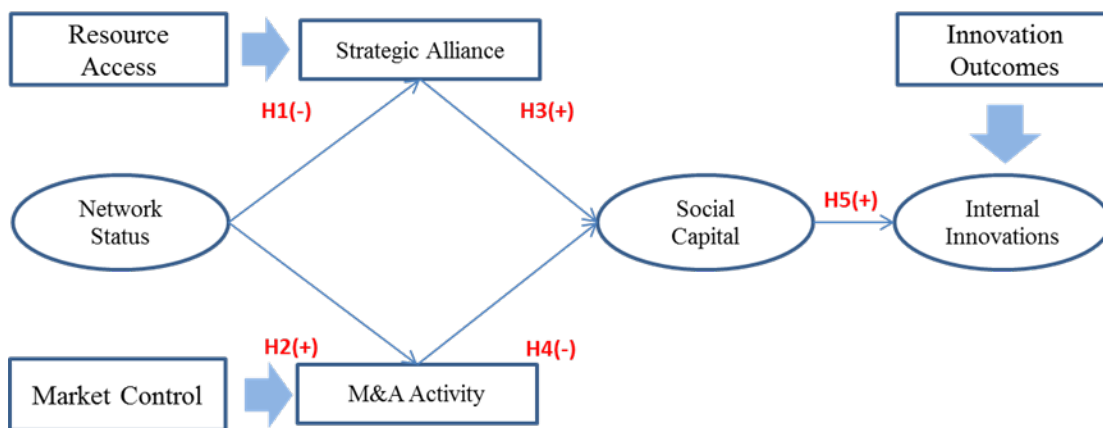 Resource
Access
Strategic Alliance
Innovation
Outcomes
H1(-)
H3(+)
Network
Status
Social
Capital
H5(+)
Internal
Innovations
H2(+)
H4(-)
Market Control
M&A Activity